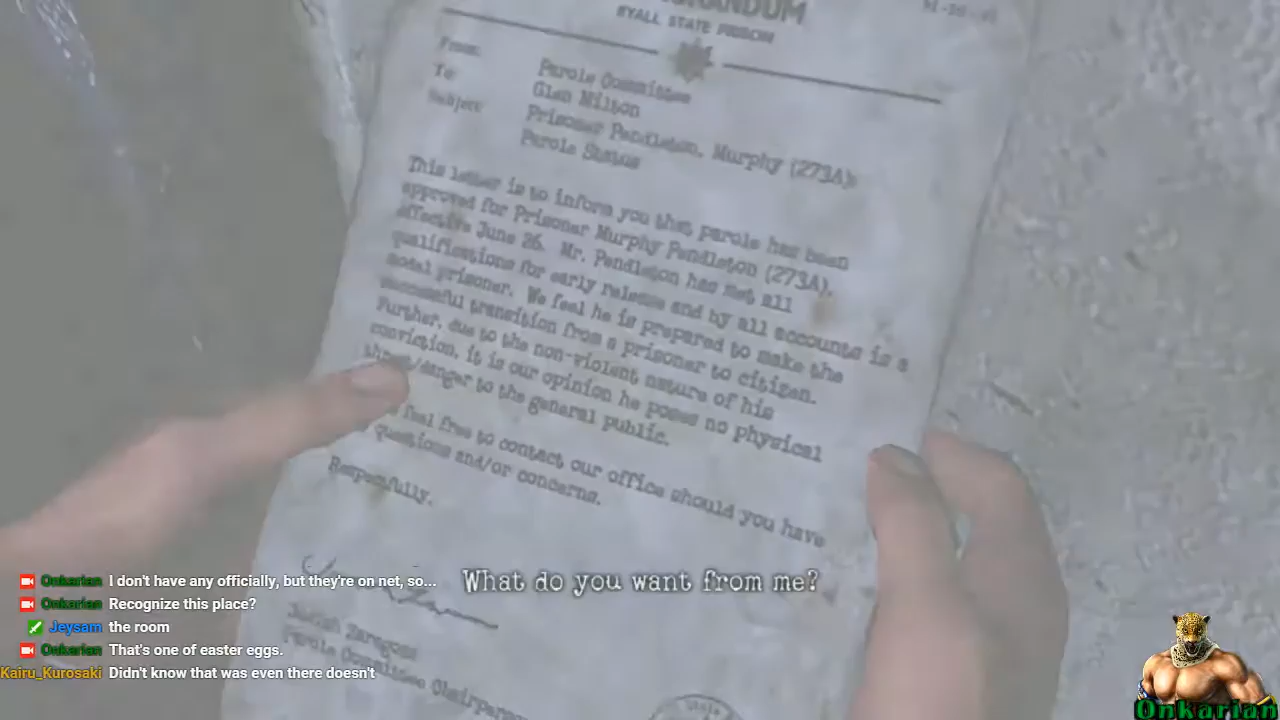 RYALL STATE PRISON
From:
Parole Committee
To
Glen Milton
Subject
Prisoner Pendleton, Murphy (273A):
Parole Status
This letter is to inform you that parole has been
approved for Prisoner Murphy Pendleton (273A),
effective June 26. Mr. Pendleton has met all
qualifications for early release and by all accounts is a
model prisoner. We feel he is prepared to make the
successful transition from a prisoner to citizen.
Further, due to the non-violent nature of his
conviction, it is our opinion he poses no physical
threat/danger to the general public.
feel free to contact our office should you have
questions and/or concerns.
Respectfully,
Parole Committee Chairperson
What do you want from me?
Onkarian I don't have any officially, but they're on net, so...
Onkarian Recognize this place?
Jeysam the room
Onkarian That's one of easter eggs.
Kairu_Kurosaki Didn't know that was even there doesn't
Onkarian